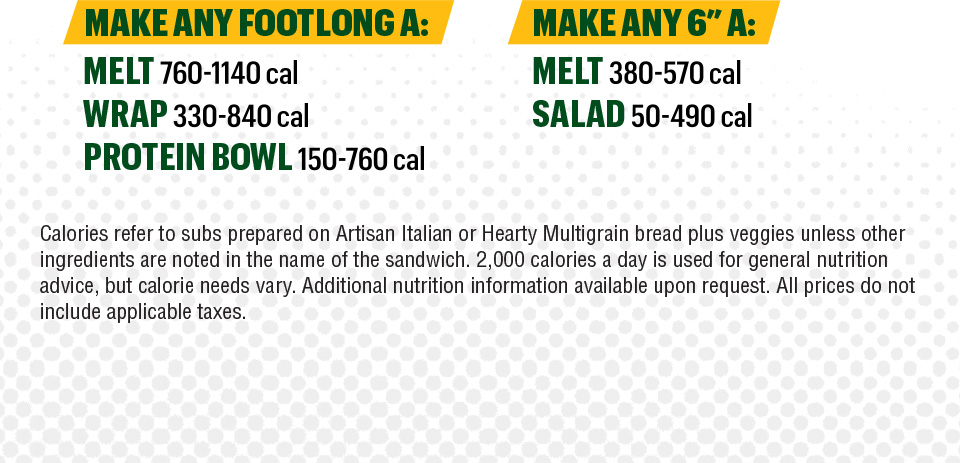 MAKE ANY FOOTLONG A:
MELT 760-1140 cal
WRAP 330-840 cal
PROTEIN BOWL 150-760 cal
MAKE ANY 6” A:
MELT 380-570 cal
SALAD 50-490 cal
Calories refer to subs prepared on Artisan Italian or Hearty Multigrain bread plus veggies unless other
ingredients are noted in the name of the sandwich. 2,000 calories a day is used for general nutrition
advice, but calorie needs vary. Additional nutrition information available upon request. All prices do not
include applicable taxes.